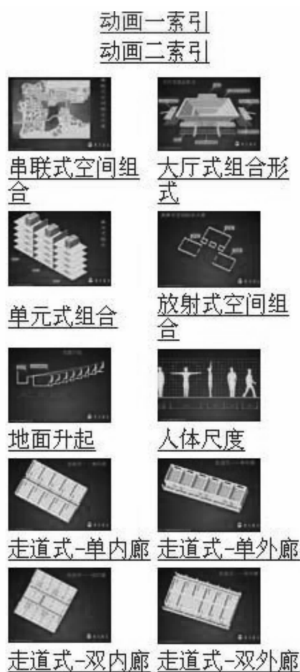 动画一索引
动画二索引
串联式空间组
合
大厅式组合形
式
单元式组合
放射式空间组
合
地面升起
人体尺度
走道式-单内廊
走道式-单外廊
走道式-双内廊
走道式-双外廊